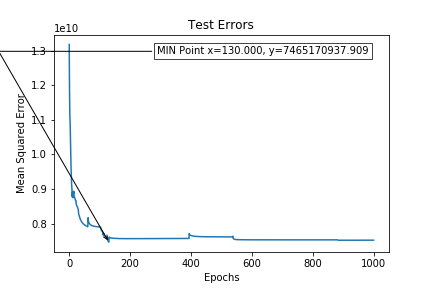 Test Errors
1e10
MIN Point x=130.000, y=7465170937.909
1.3
1.2
1.1
1.0
0.9
0.8
Mean Squared Error
0 200 400 600 800 1000
Epochs